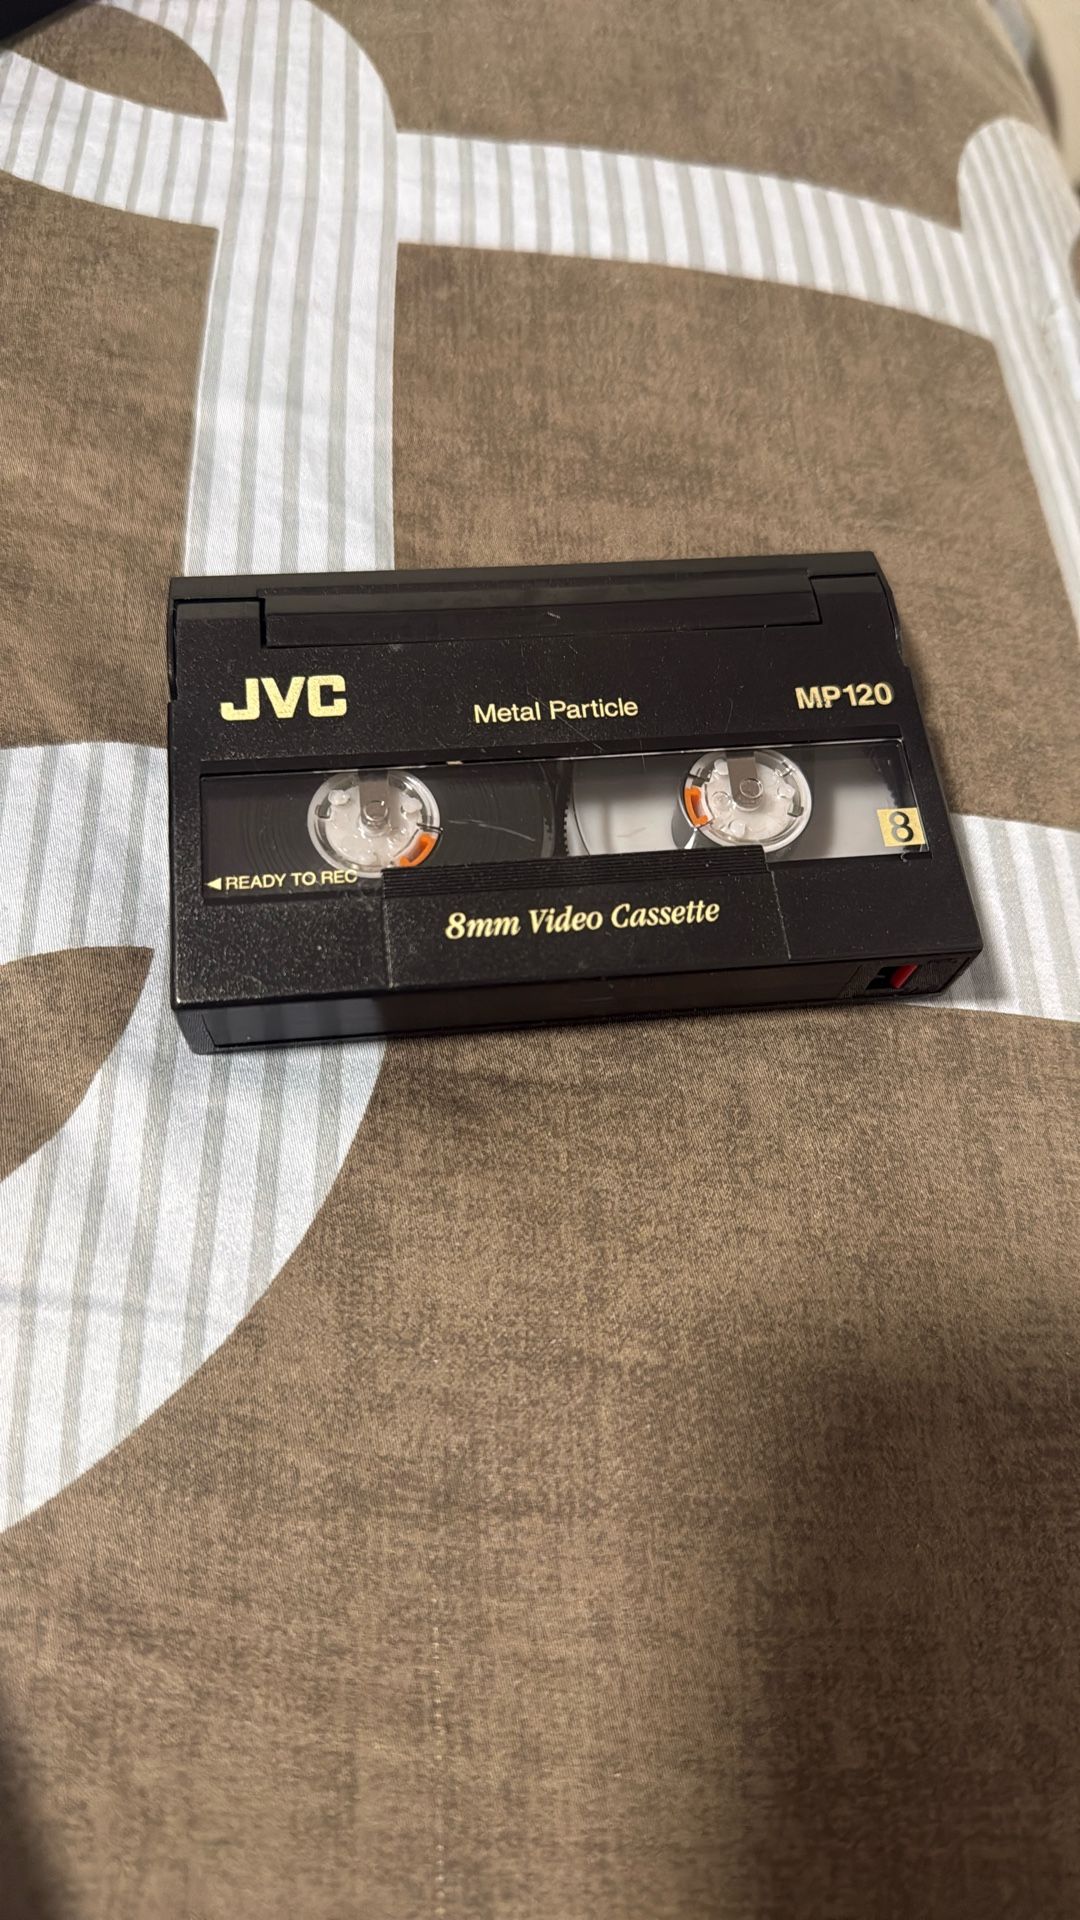 JVC
Metal Particle
MP120
8
◄ READY TO REC
8mm Video Cassette